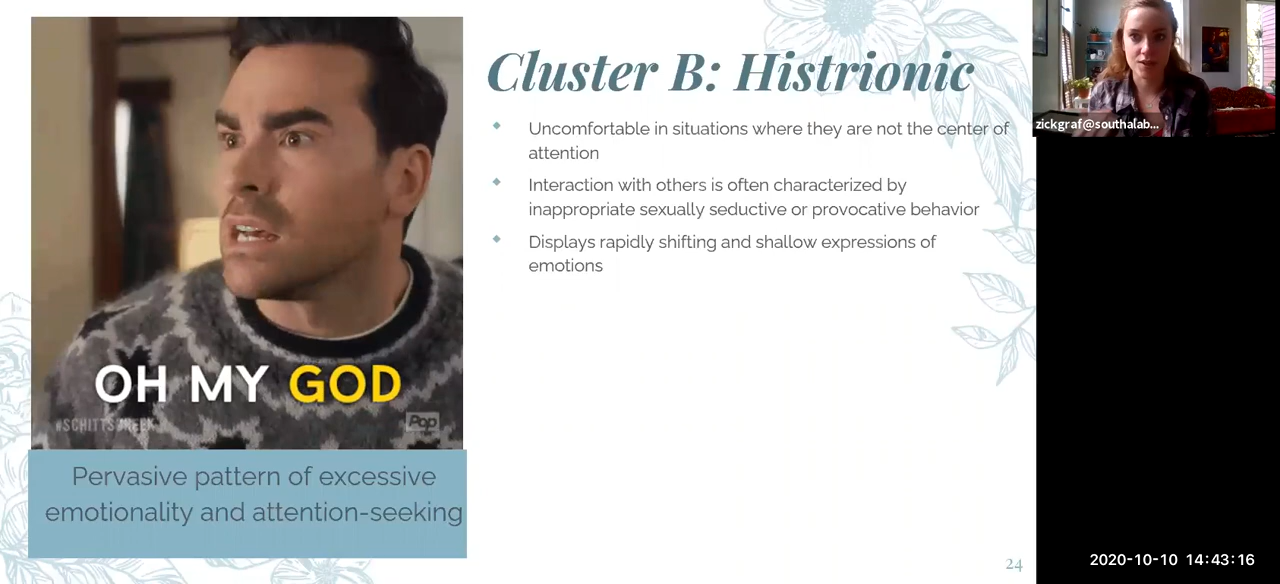 Cluster B: Histrionic
Uncomfortable in situations where they are not the center of
attention
Interaction with others is often characterized by
inappropriate sexually seductive or provocative behavior
Displays rapidly shifting and shallow expressions of
emotions
OH MY GOD
#SCHITTSCREEK
Pop
Pervasive pattern of excessive
emotionality and attention-seeking
24
zickgraf@southalab...
2020-10-10 14:43:16